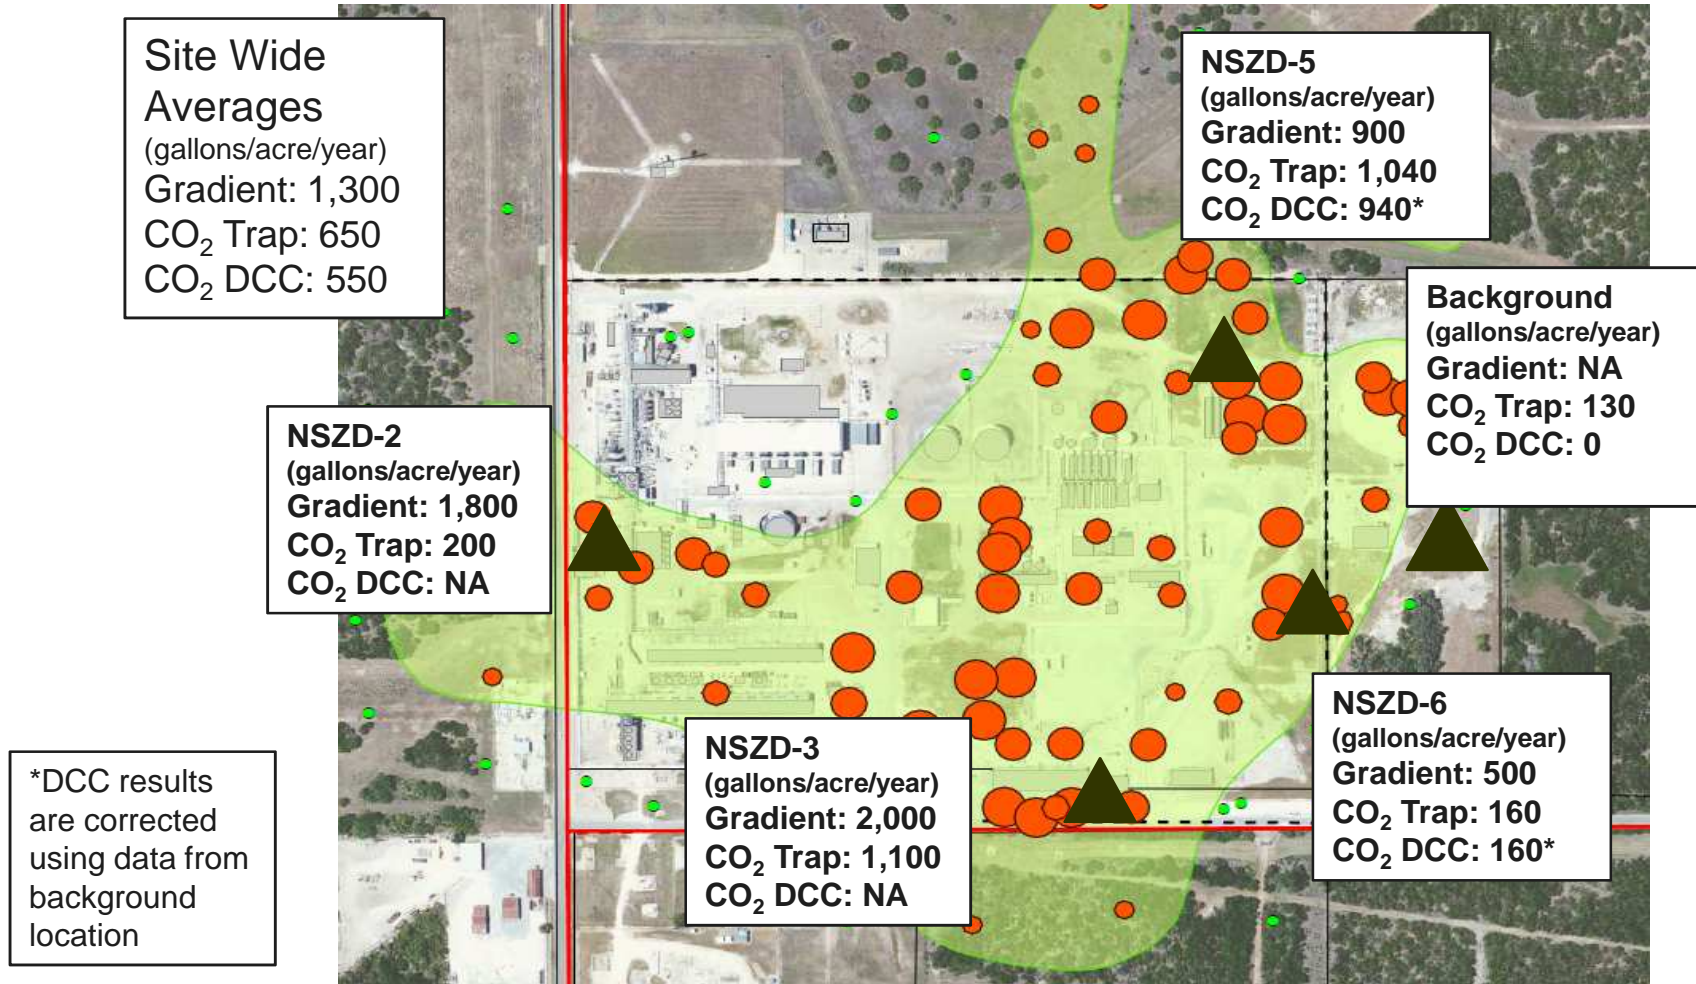 Site Wide
Averages
(gallons/acre/year)
Gradient: 1,300
CO₂ Trap: 650
CO₂ DCC: 550
NSZD-5
(gallons/acre/year)
Gradient: 900
CO₂ Trap: 1,040
CO₂ DCC: 940*
Background
(gallons/acre/year)
Gradient: NA
CO₂ Trap: 130
CO₂ DCC: 0
NSZD-2
(gallons/acre/year)
Gradient: 1,800
CO₂ Trap: 200
CO₂ DCC: NA
NSZD-3
(gallons/acre/year)
Gradient: 2,000
CO₂ Trap: 1,100
CO₂ DCC: NA
NSZD-6
(gallons/acre/year)
Gradient: 500
CO₂ Trap: 160
CO₂ DCC: 160*
*DCC results
are corrected
using data from
background
location